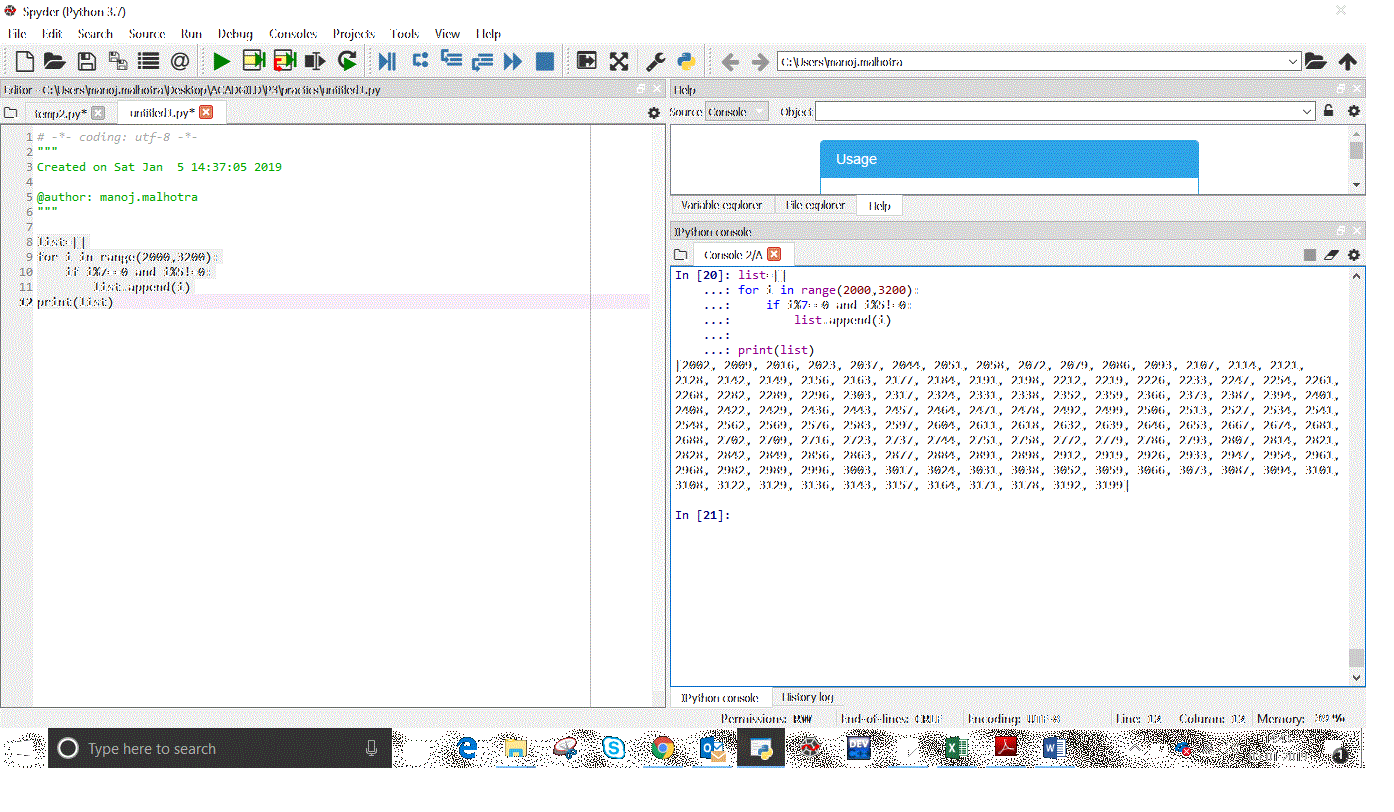 Spyder (Python 3.7)
File Edit Search Source Run Debug Consoles Projects Tools View Help
C:\Users\manoj.malhotra
Editor - C:\Users\manoj.malhotra\Desktop\ACADGILD\P3\practics\untitled3.py
Help
temp2.py* untitled3.py*
Source Console Object
1 # -*- coding: utf-8 -*-
2 """
3 Created on Sat Jan  5 14:37:05 2019
4
5 @author: manoj.malhotra
6 """
7
8 list=[]
9 for i in range(2000,3200):
10     if i%7==0 and i%5!=0:
11         list.append(i)
12 print(list)
Usage
Variable explorer File explorer Help
IPython console
Console 2/A
In [20]: list=[]
...: for i in range(2000,3200):
...:     if i%7==0 and i%5!=0:
...:         list.append(i)
...:
...: print(list)
[2002, 2009, 2016, 2023, 2037, 2044, 2051, 2058, 2072, 2079, 2086, 2093, 2107, 2114, 2121,
2128, 2142, 2149, 2156, 2163, 2177, 2184, 2191, 2198, 2212, 2219, 2226, 2233, 2247, 2254, 2261,
2268, 2282, 2289, 2296, 2303, 2317, 2324, 2331, 2338, 2352, 2359, 2366, 2373, 2387, 2394, 2401,
2408, 2422, 2429, 2436, 2443, 2457, 2464, 2471, 2478, 2492, 2499, 2506, 2513, 2527, 2534, 2541,
2548, 2562, 2569, 2576, 2583, 2597, 2604, 2611, 2618, 2632, 2639, 2646, 2653, 2667, 2674, 2681,
2688, 2702, 2709, 2716, 2723, 2737, 2744, 2751, 2758, 2772, 2779, 2786, 2793, 2807, 2814, 2821,
2828, 2842, 2849, 2856, 2863, 2877, 2884, 2891, 2898, 2912, 2919, 2926, 2933, 2947, 2954, 2961,
2968, 2982, 2989, 2996, 3003, 3017, 3024, 3031, 3038, 3052, 3059, 3066, 3073, 3087, 3094, 3101,
3108, 3122, 3129, 3136, 3143, 3157, 3164, 3171, 3178, 3192, 3199]
In [21]:
IPython console History log
Permissions: RW End-of-lines: CRLF Encoding: UTF-8 Line: 12 Column: 12 Memory: %
Type here to search
DEV